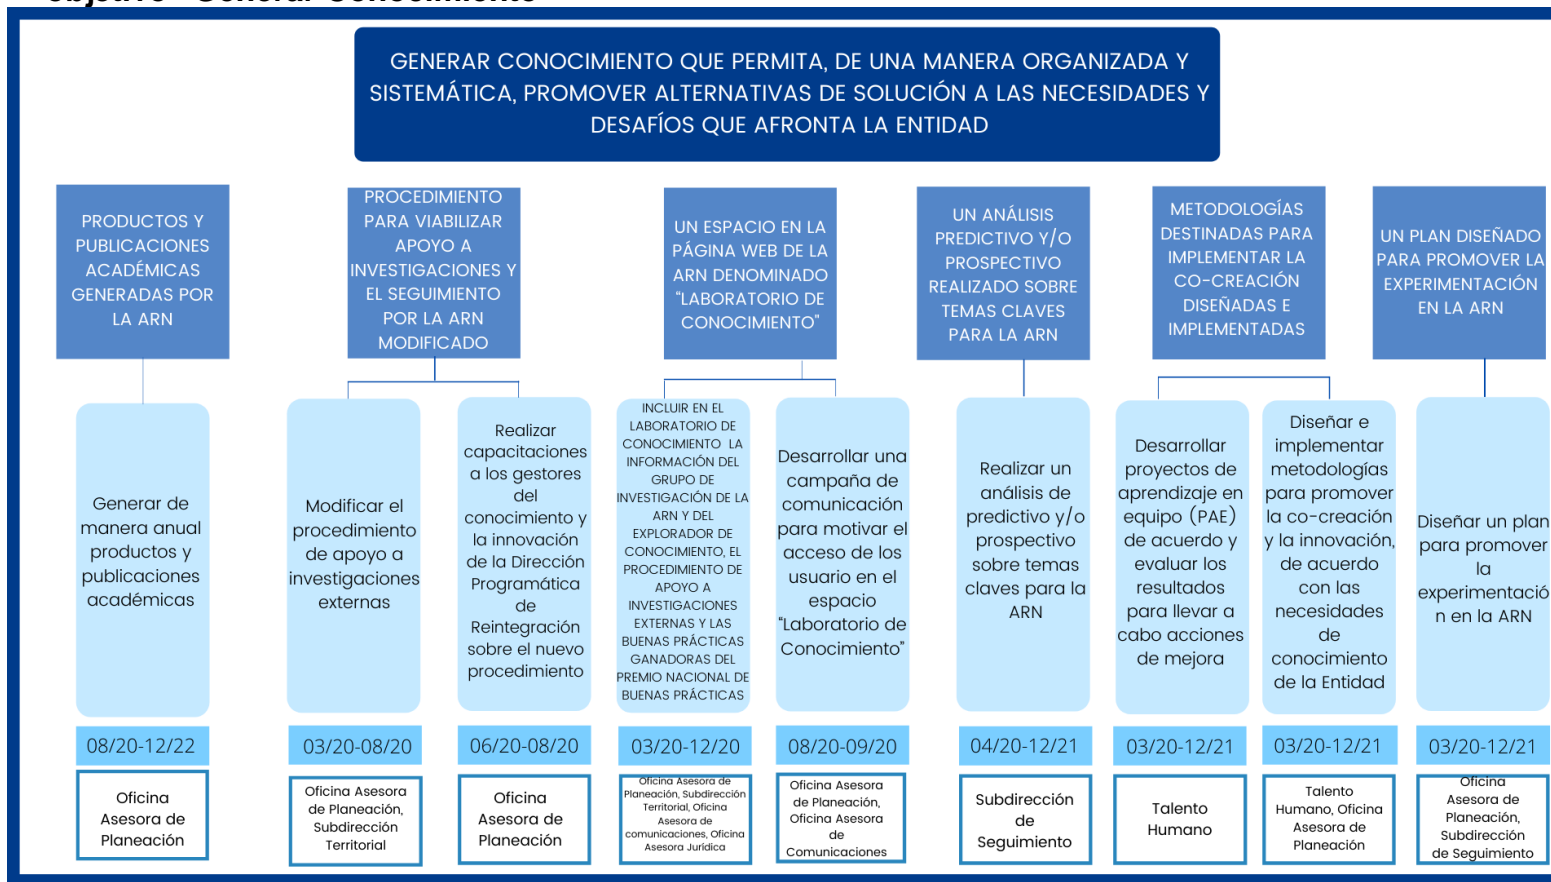 objetivo "Generar Conocimiento"
GENERAR CONOCIMIENTO QUE PERMITA, DE UNA MANERA ORGANIZADA Y
SISTEMÁTICA, PROMOVER ALTERNATIVAS DE SOLUCIÓN A LAS NECESIDADES Y
DESAFÍOS QUE AFRONTA LA ENTIDAD
PRODUCTOS Y
PUBLICACIONES
ACADÉMICAS
GENERADAS POR
LA ARN
PROCEDIMIENTO
PARA VIABILIZAR
APOYO A
INVESTIGACIONES Y
EL SEGUIMIENTO
POR LA ARN
MODIFICADO
UN ESPACIO EN LA
PÁGINA WEB DE LA
ARN DENOMINADO
"LABORATORIO DE
CONOCIMIENTO"
UN ANÁLISIS
PREDICTIVO Y/O
PROSPECTIVO
REALIZADO SOBRE
TEMAS CLAVES
PARA LA ARN
METODOLOGÍAS
DESTINADAS PARA
IMPLEMENTAR LA
CO-CREACIÓN
DISEÑADAS E
IMPLEMENTADAS
UN PLAN DISEÑADO
PARA PROMOVER LA
EXPERIMENTACIÓN
EN LA ARN
Generar de
manera anual
productos y
publicaciones
académicas
Modificar el
procedimiento
de apoyo a
investigaciones
externas
Realizar
capacitaciones
a los gestores
del
conocimiento y
la innovación
de la Dirección
Programática
de
Reintegración
sobre el nuevo
procedimiento
INCLUIR EN EL
LABORATORIO DE
CONOCIMIENTO LA
INFORMACIÓN DEL
GRUPO DE
INVESTIGACIÓN DE LA
ARN Y DEL
EXPLORADOR DE
CONOCIMIENTO, EL
PROCEDIMIENTO DE
APOYO A
INVESTIGACIONES
EXTERNAS Y LAS
BUENAS PRÁCTICAS
GANADORAS DEL
PREMIO NACIONAL DE
BUENAS PRÁCTICAS
Desarrollar una
campaña de
comunicación
para motivar el
acceso de los
usuario en el
espacio
"Laboratorio de
Conocimiento"
Realizar un
análisis de
predictivo y/o
prospectivo
sobre temas
claves para la
ARN
Desarrollar
proyectos de
aprendizaje en
equipo (PAE)
de acuerdo y
evaluar los
resultados
para llevar a
cabo acciones
de mejora
Diseñar e
implementar
metodologías
para promover
la co-creación
y la innovación,
de acuerdo
con las
necesidades
de
conocimiento
de la Entidad
Diseñar un plan
para promover
la
experimentació
n en la ARN
08/20-12/22
03/20-08/20
06/20-08/20
03/20-12/20
08/20-09/20
04/20-12/21
03/20-12/21
03/20-12/21
03/20-12/21
Oficina
Asesora de
Planeación
Oficina Asesora
de Planeación,
Subdirección
Territorial
Oficina
Asesora de
Planeación
Oficina Asesora de
Planeación, Subdirección
Territorial, Oficina
Asesora de
comunicaciones, Oficina
Asesora Jurídica
Oficina Asesora
de Planeación,
Oficina Asesora
de
Comunicaciones
Subdirección
de
Seguimiento
Talento
Humano
Talento
Humano, Oficina
Asesora de
Planeación
Oficina
Asesora de
Planeación,
Subdirección
de Seguimiento